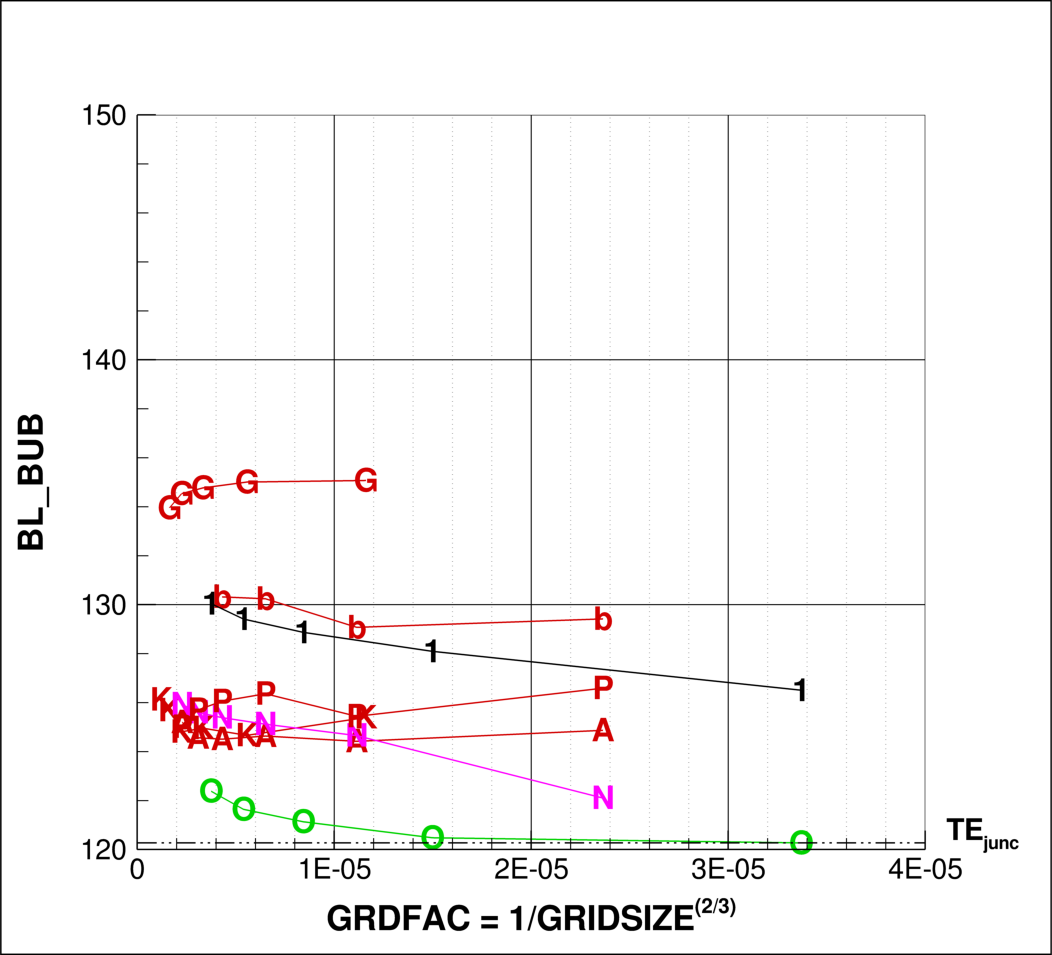 150
140
130
120
BL_BUB
G G G G G
1 b b b b
1 1 1 1
K K N P P P P K P
N N N N N
K K K A A A A A
O O O O O
TEjunc
0 1E-05 2E-05 3E-05 4E-05
GRDFAC = 1/GRIDSIZE(2/3)